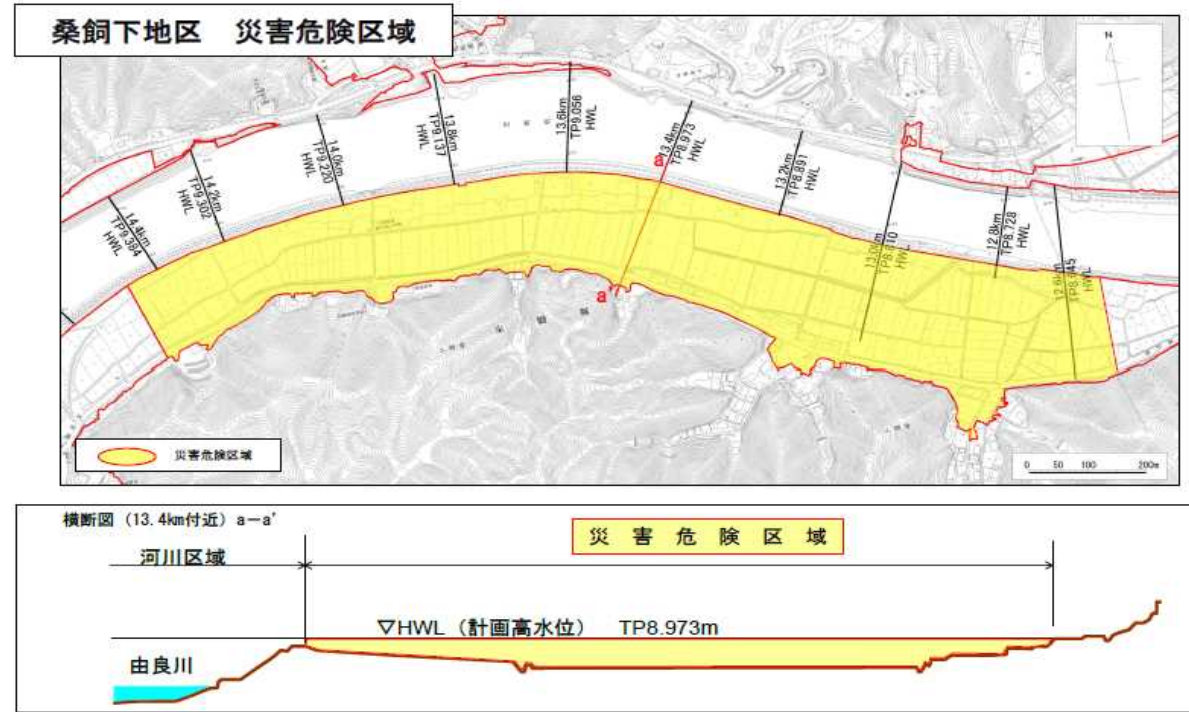 桑飼下地区 災害危険区域
N
14.4km
TP9.384
HWL
14.2km
TP9.302
HWL
14.0km
TP9.220
HWL
13.8km
TP9.137
HWL
13.6km
TP9.056
HWL
13.4km
TP8.973
HWL
13.2km
TP8.891
HWL
13.0km
HWL
12.8km
TP8.728
HWL
12.6km
HWL
a
a'
災害危険区域
0 50 100 200m
横断図（13.4km付近）a－a'
河川区域
災害危険区域
▽HWL（計画高水位） TP8.973m
由良川